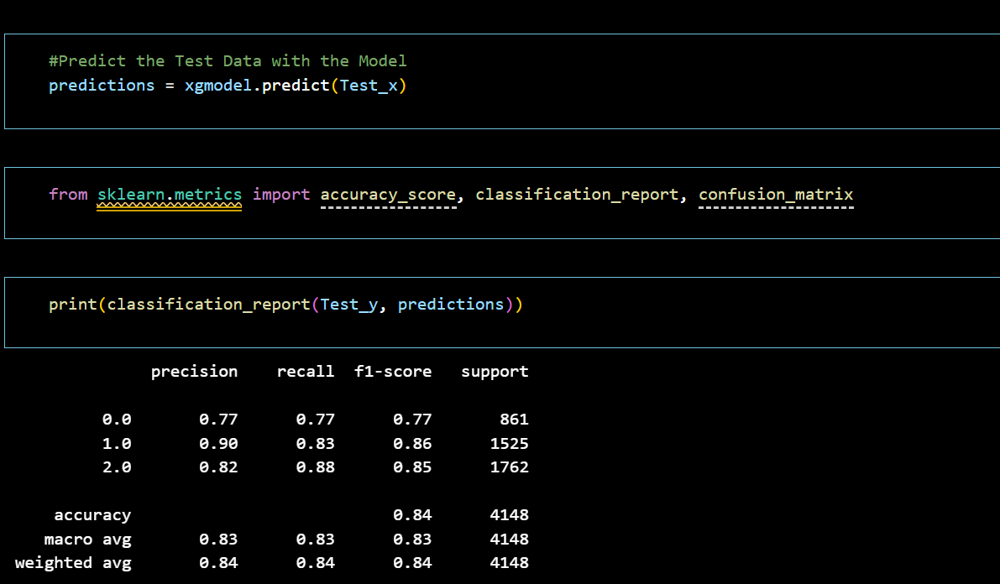 #Predict the Test Data with the Model
predictions = xgmodel.predict(Test_x)
from sklearn.metrics import accuracy_score, classification_report, confusion_matrix
print(classification_report(Test_y, predictions))
precision recall f1-score support
0.0 0.77 0.77 0.77 861
1.0 0.90 0.83 0.86 1525
2.0 0.82 0.88 0.85 1762
accuracy 0.84 4148
macro avg 0.83 0.83 0.83 4148
weighted avg 0.84 0.84 0.84 4148